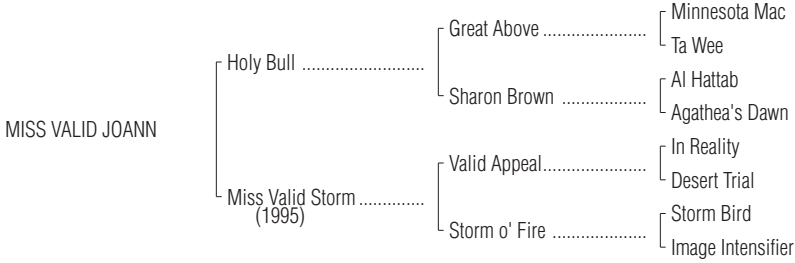 Minnesota Mac
Great Above ......................
Ta Wee
Holy Bull ..........................
Al Hattab
Sharon Brown ..................
Agathea's Dawn
MISS VALID JOANN
In Reality
Valid Appeal......................
Desert Trial
Miss Valid Storm ..............
(1995)
Storm Bird
Storm o' Fire ....................
Image Intensifier